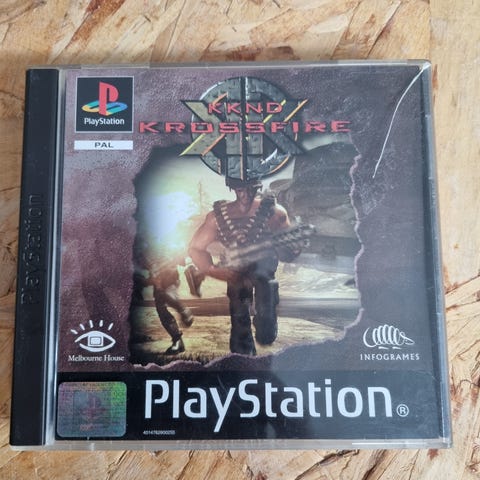 PlayStation
PlayStation
PAL
KKND
KROSSFIRE
Melbourne House
INFOGRAMES
PlayStation®